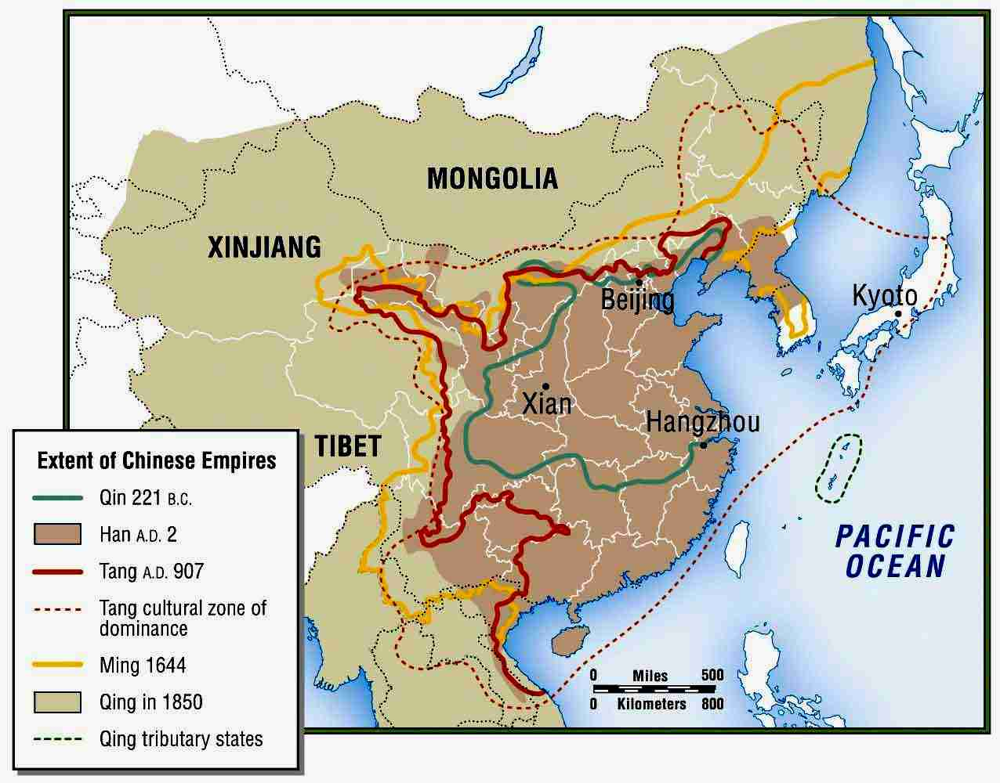 MONGOLIA
XINJIANG
Beijing
Kyoto
Xian
Hangzhou
TIBET
PACIFIC
OCEAN
0 Miles 500
0 Kilometers 800
Extent of Chinese Empires
Qin 221 B.C.
Han A.D. 2
Tang A.D. 907
Tang cultural zone of
dominance
Ming 1644
Qing in 1850
Qing tributary states